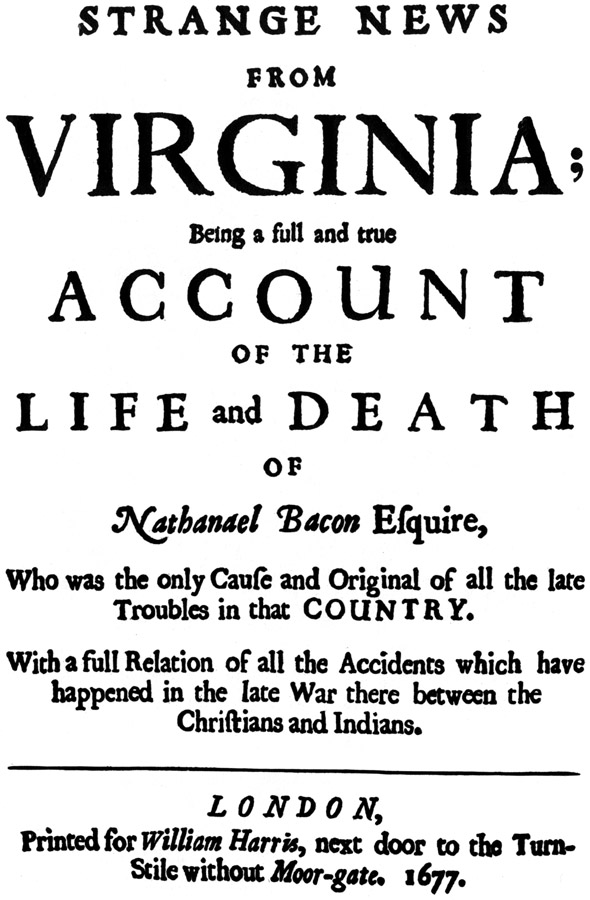 STRANGE NEWS
FROM
VIRGINIA;
Being a full and true
ACCOUNT
OF THE
LIFE and DEATH
OF
Nathanael Bacon Eſquire,
Who was the only Cauſe and Original of all the late
Troubles in that COUNTRY.
With a full Relation of all the Accidents which have
happened in the late War there between the
Chriſtians and Indians.
LONDON,
Printed for William Harris, next door to the Turn-
Stile without Moor-gate. 1677.